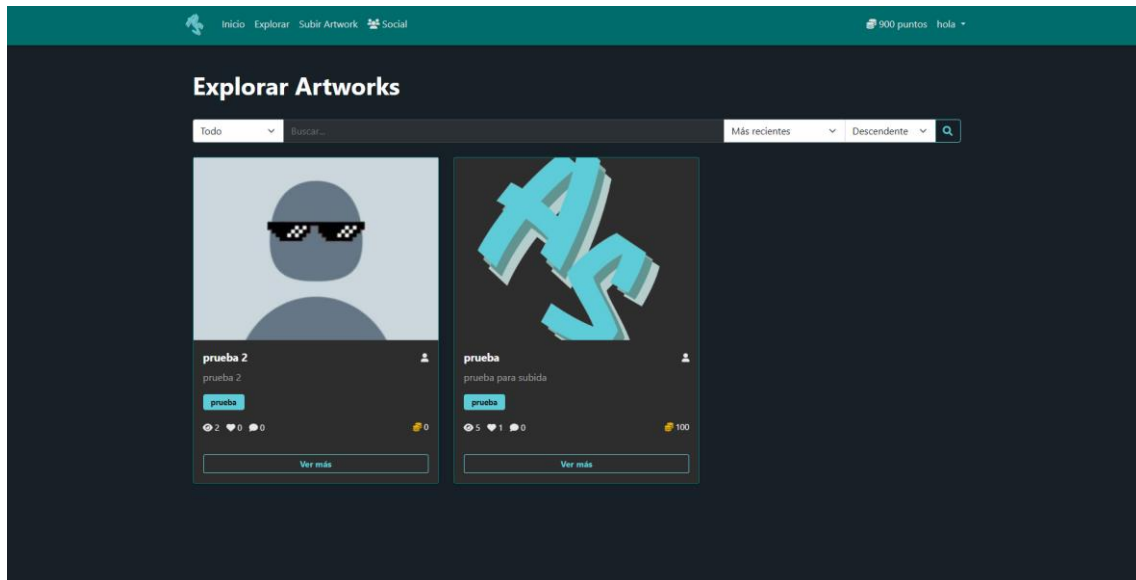 Inicio Explorar Subir Artwork Social 900 puntos hola
Explorar Artworks
Todo Buscar... Más recientes Descendente
AS
prueba 2
prueba 2
prueba
2 0 0 0
Ver más
prueba
prueba para subida
prueba
5 1 0 100
Ver más